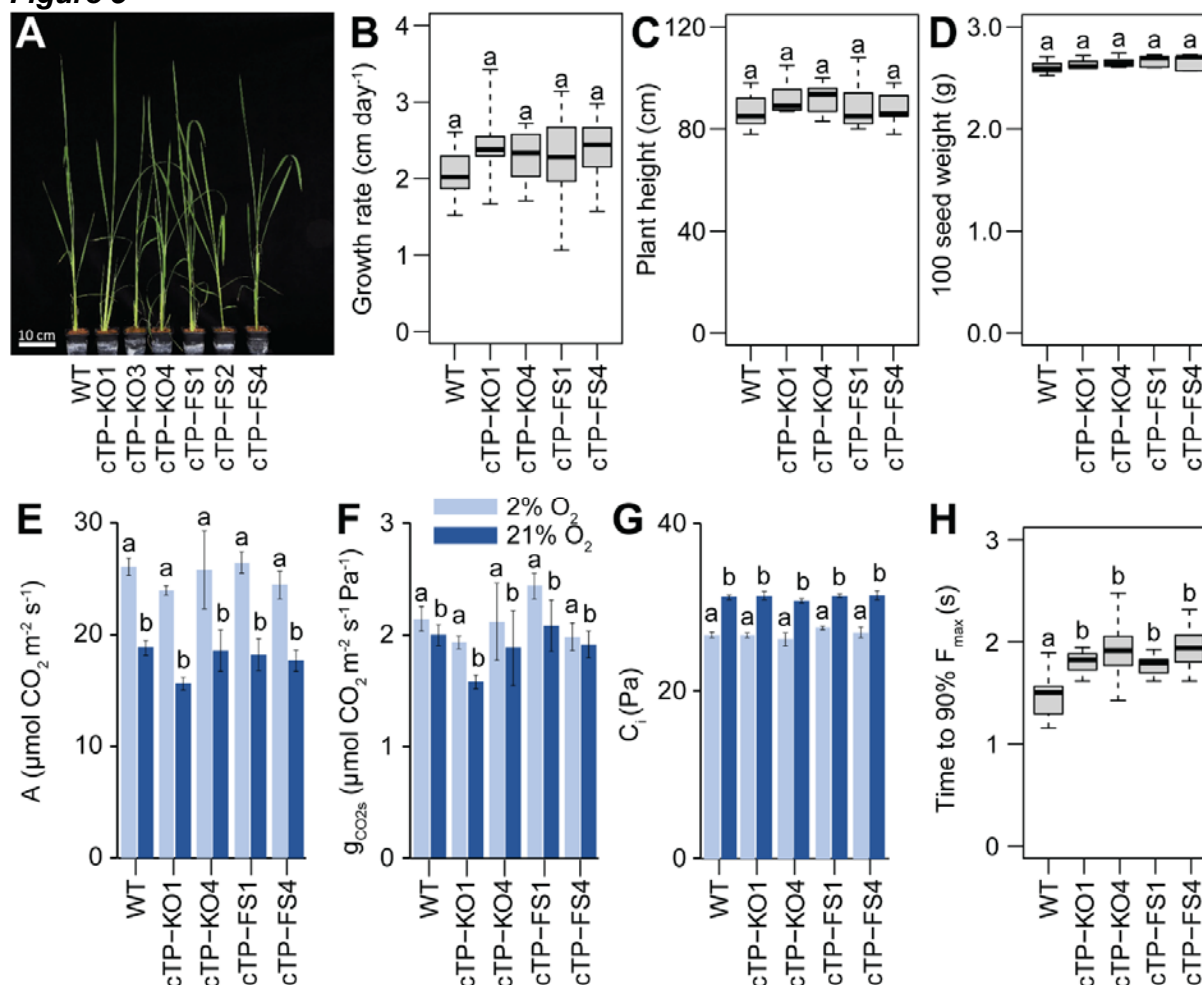 Figure 3
A
10 cm
WT
cTP–KO1
cTP–KO3
cTP–KO4
cTP–FS1
cTP–FS2
cTP–FS4
B
Growth rate (cm day⁻¹)
4
3
2
1
0
a a a a a
WT
cTP–KO1
cTP–KO4
cTP–FS1
cTP–FS4
C
Plant height (cm)
120
80
40
0
a a a a a
WT
cTP–KO1
cTP–KO4
cTP–FS1
cTP–FS4
D
100 seed weight (g)
3.0
2.0
1.0
0.0
a a a a a
WT
cTP–KO1
cTP–KO4
cTP–FS1
cTP–FS4
E
A (µmol CO₂ m⁻² s⁻¹)
30
20
10
0
a b a b a b a b a b
WT
cTP–KO1
cTP–KO4
cTP–FS1
cTP–FS4
F
2% O₂
21% O₂
g_CO2s (µmol CO₂ m⁻² s⁻¹ Pa⁻¹)
3
2
1
0
a b a b a b a b a b
WT
cTP–KO1
cTP–KO4
cTP–FS1
cTP–FS4
G
Cᵢ (Pa)
40
20
0
a b a b a b a b a b
WT
cTP–KO1
cTP–KO4
cTP–FS1
cTP–FS4
H
Time to 90% F_max (s)
3
2
1
0
a b b b b
WT
cTP–KO1
cTP–KO4
cTP–FS1
cTP–FS4